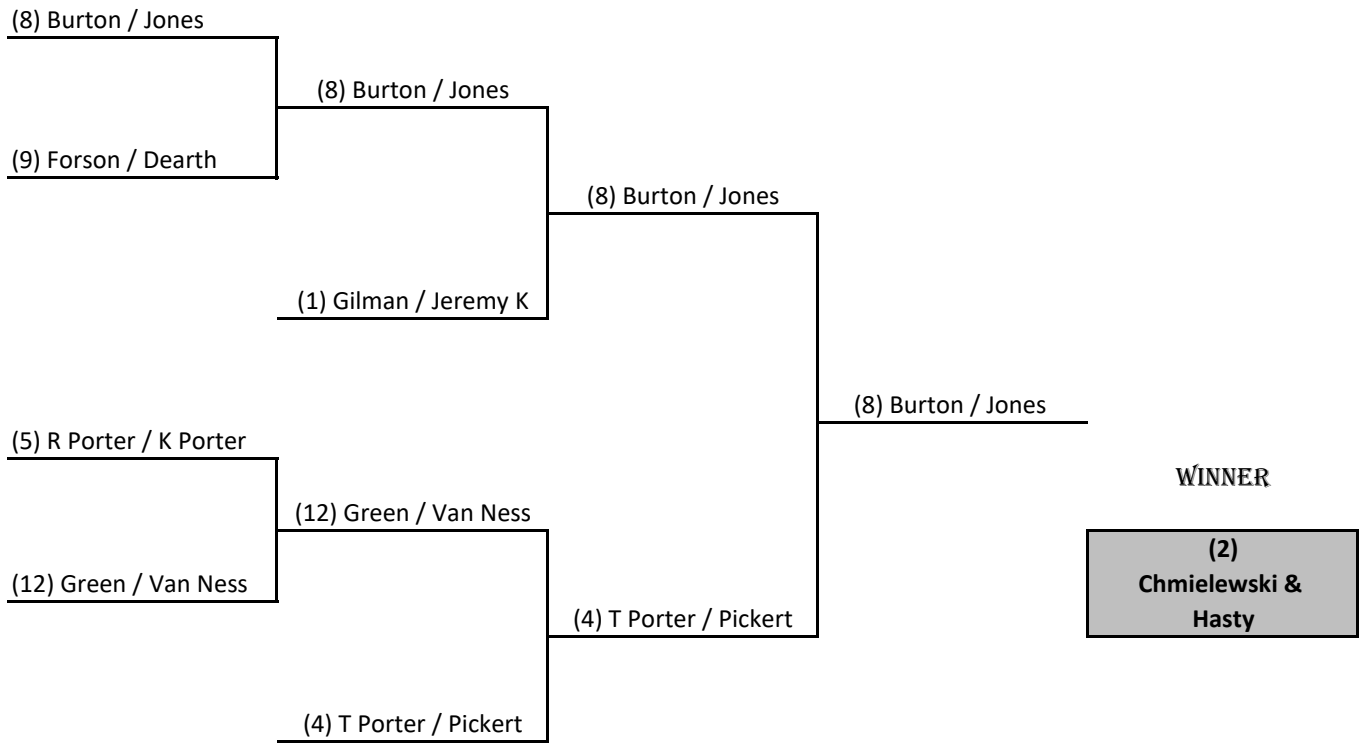 (8) Burton / Jones
(8) Burton / Jones
(9) Forson / Dearth
(8) Burton / Jones
(1) Gilman / Jeremy K
(8) Burton / Jones
(5) R Porter / K Porter
WINNER
(12) Green / Van Ness
(2)
Chmielewski &
Hasty
(12) Green / Van Ness
(4) T Porter / Pickert
(4) T Porter / Pickert